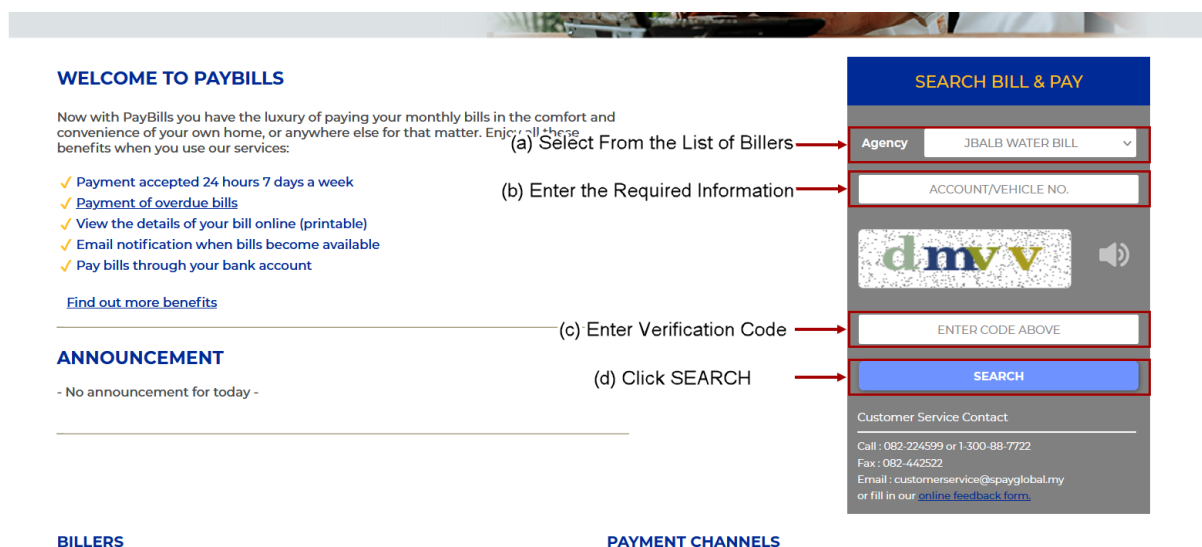 WELCOME TO PAYBILLS
Now with PayBills you have the luxury of paying your monthly bills in the comfort and
convenience of your own home, or anywhere else for that matter. Enjoy all these
benefits when you use our services:
✓ Payment accepted 24 hours 7 days a week
✓ Payment of overdue bills
✓ View the details of your bill online (printable)
✓ Email notification when bills become available
✓ Pay bills through your bank account
Find out more benefits
ANNOUNCEMENT
- No announcement for today -
(a) Select From the List of Billers
(b) Enter the Required Information
(c) Enter Verification Code
(d) Click SEARCH
SEARCH BILL & PAY
Agency JBALB WATER BILL
ACCOUNT/VEHICLE NO.
dmvv
ENTER CODE ABOVE
SEARCH
Customer Service Contact
Call : 082-224599 or 1-300-88-7722
Fax : 082-442522
Email : customerservice@spayglobal.my
or fill in our online feedback form.
BILLERS
PAYMENT CHANNELS